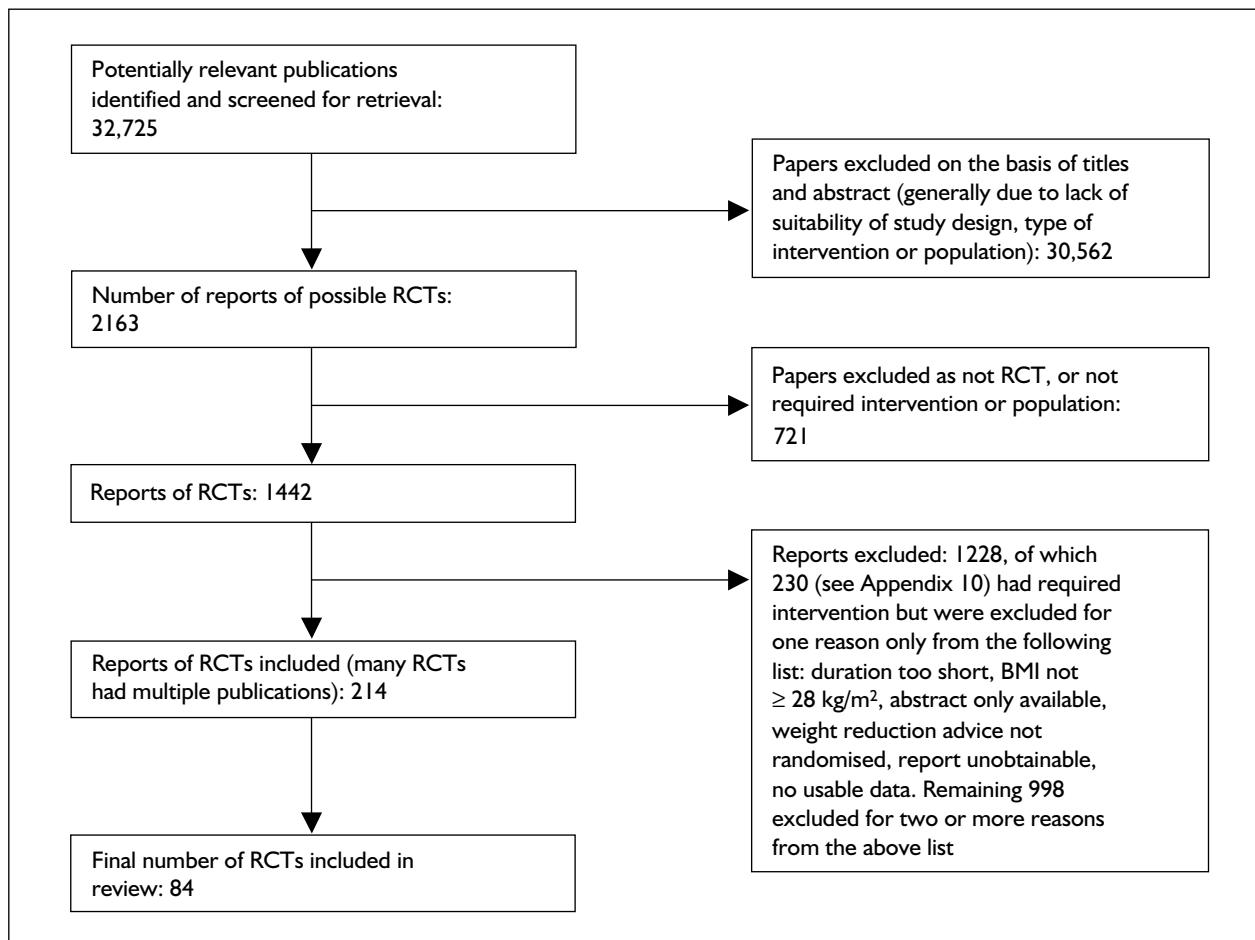 Potentially relevant publications
identified and screened for retrieval:
32,725
Papers excluded on the basis of titles
and abstract (generally due to lack of
suitability of study design, type of
intervention or population): 30,562
Number of reports of possible RCTs:
2163
Papers excluded as not RCT, or not
required intervention or population:
721
Reports of RCTs: 1442
Reports excluded: 1228, of which
230 (see Appendix 10) had required
intervention but were excluded for
one reason only from the following
list: duration too short, BMI not
≥ 28 kg/m², abstract only available,
weight reduction advice not
randomised, report unobtainable,
no usable data. Remaining 998
excluded for two or more reasons
from the above list
Reports of RCTs included (many RCTs
had multiple publications): 214
Final number of RCTs included in
review: 84